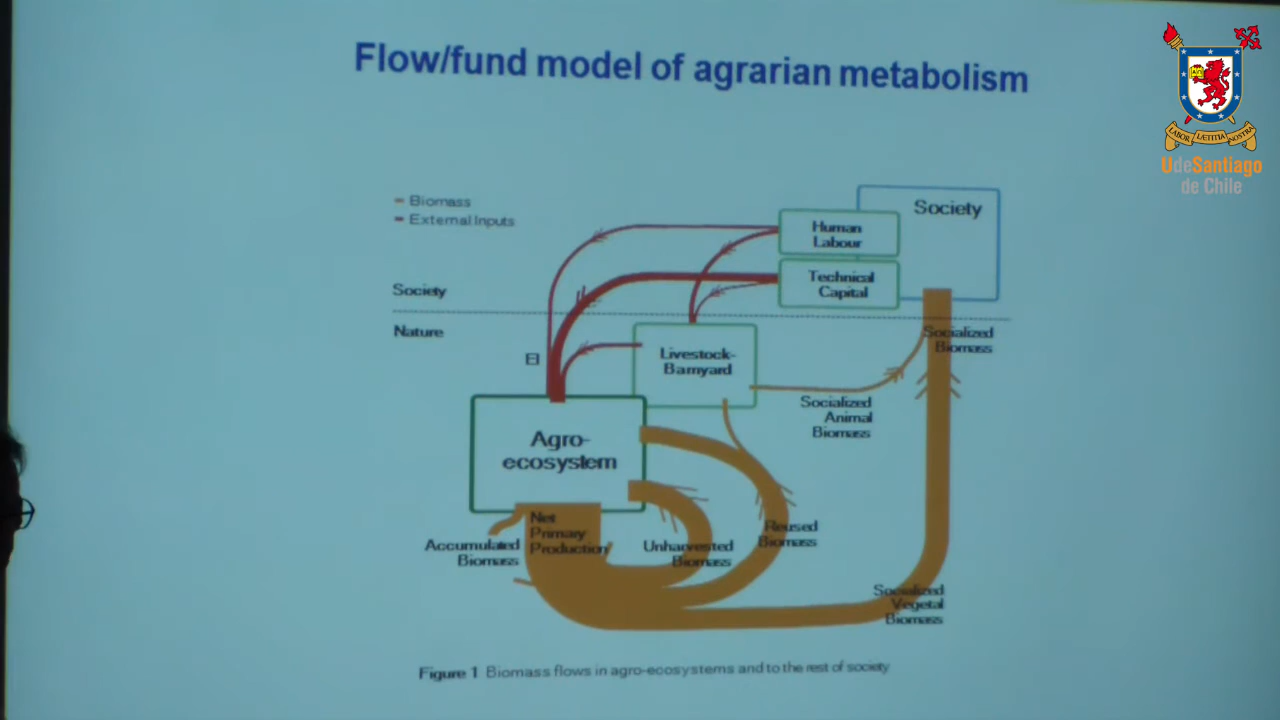 Flow/fund model of agrarian metabolism
LABOR LÆTITIA NOSTRA
UdeSantiago
de Chile
Biomass
External Inputs
Society
Human
Labour
Technical
Capital
Society
Nature
EI
Livestock-
Barnyard
Socialized
Biomass
Socialized
Animal
Biomass
Agro-
ecosystem
Net
Primary
Production
Accumulated
Biomass
Unharvested
Biomass
Reused
Biomass
Socialized
Vegetal
Biomass
Figure 1 Biomass flows in agro-ecosystems and to the rest of society